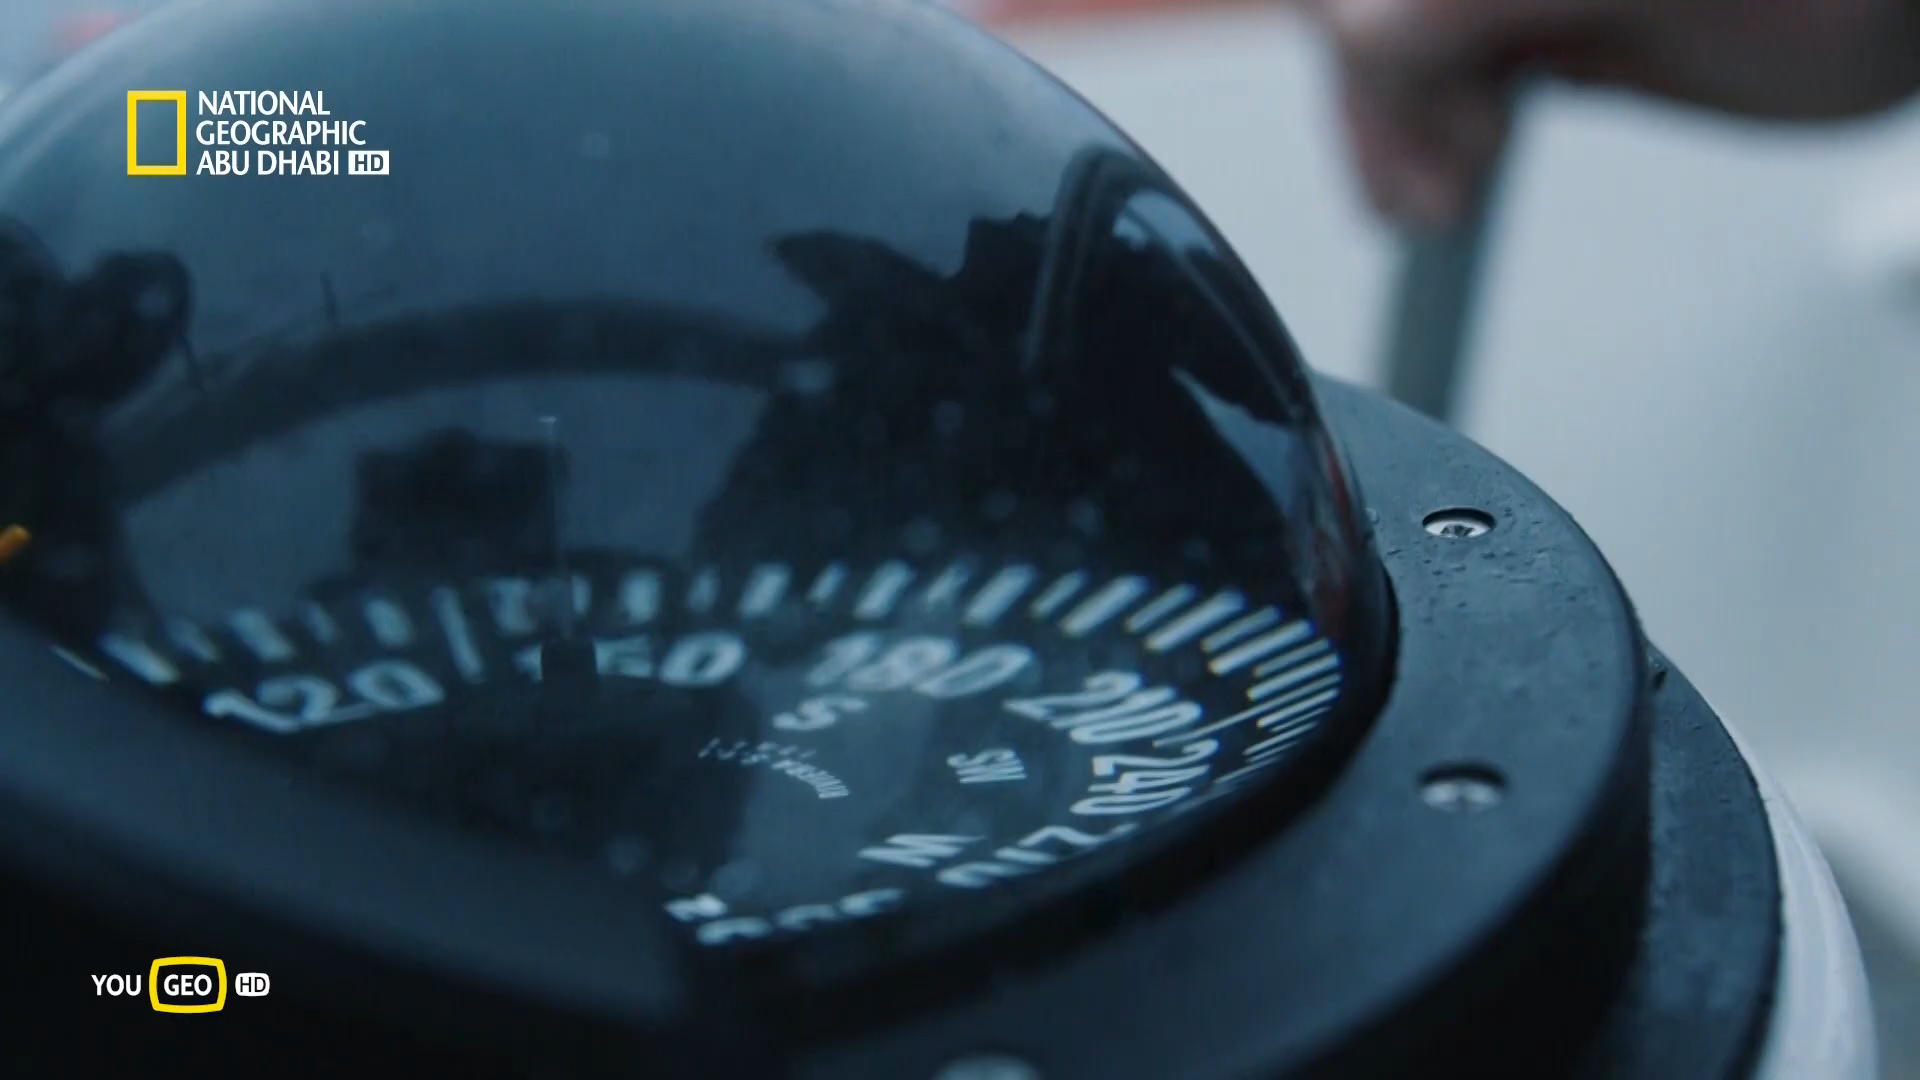 NATIONAL
GEOGRAPHIC
ABU DHABI HD
120
150
180
210
240
S
SW
W
YOU GEO HD